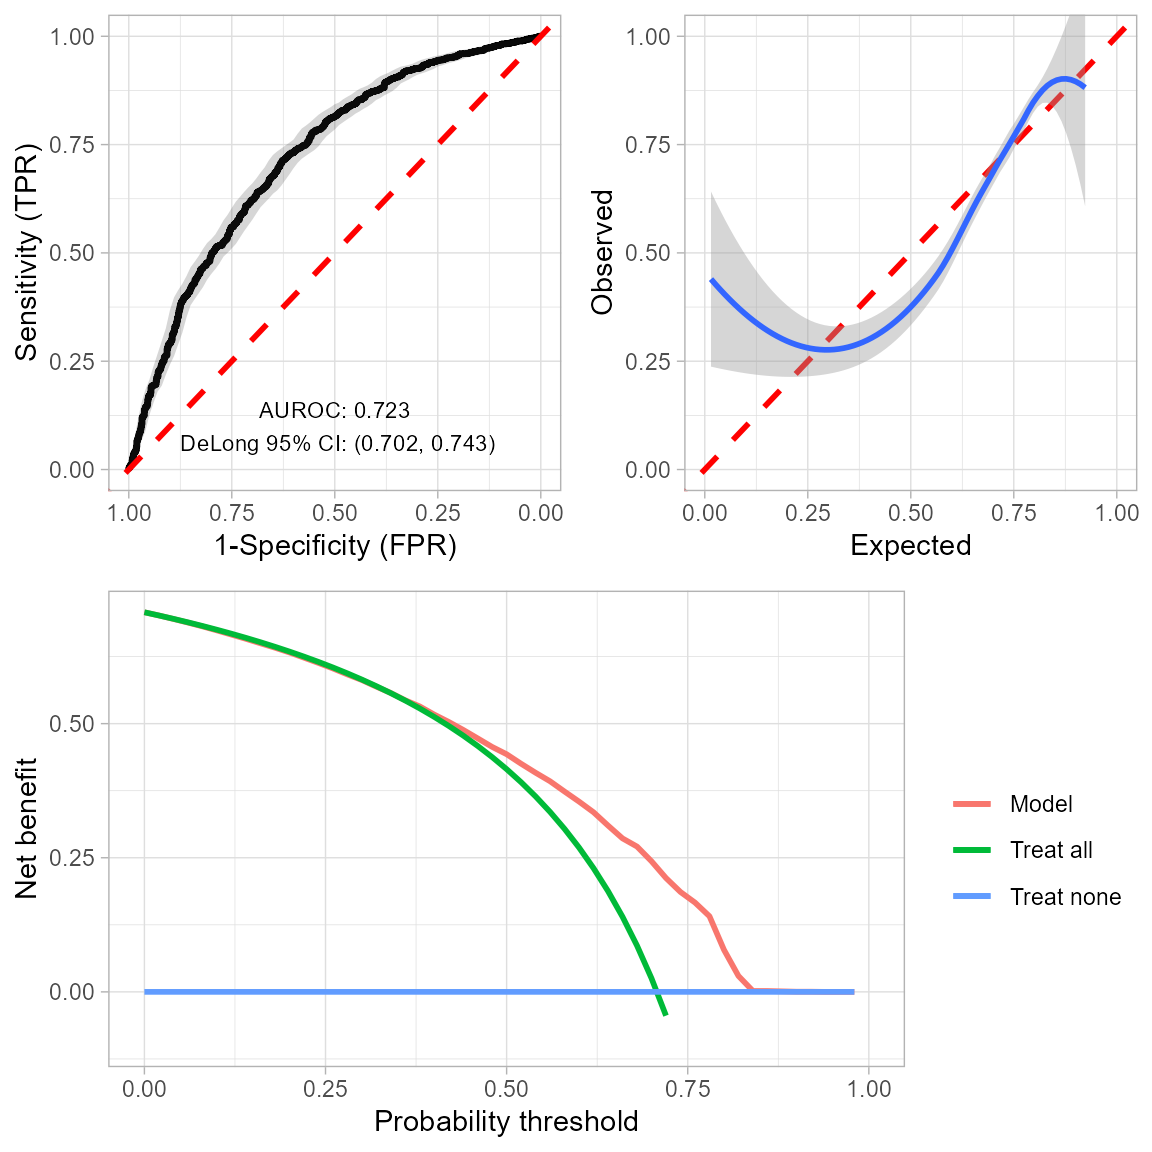 1.00
0.75
0.50
0.25
0.00
Sensitivity (TPR)
AUROC: 0.723
DeLong 95% CI: (0.702, 0.743)
1.00 0.75 0.50 0.25 0.00
1-Specificity (FPR)
1.00
0.75
0.50
0.25
0.00
Observed
0.00 0.25 0.50 0.75 1.00
Expected
0.50
0.25
0.00
Net benefit
0.00 0.25 0.50 0.75 1.00
Probability threshold
Model
Treat all
Treat none